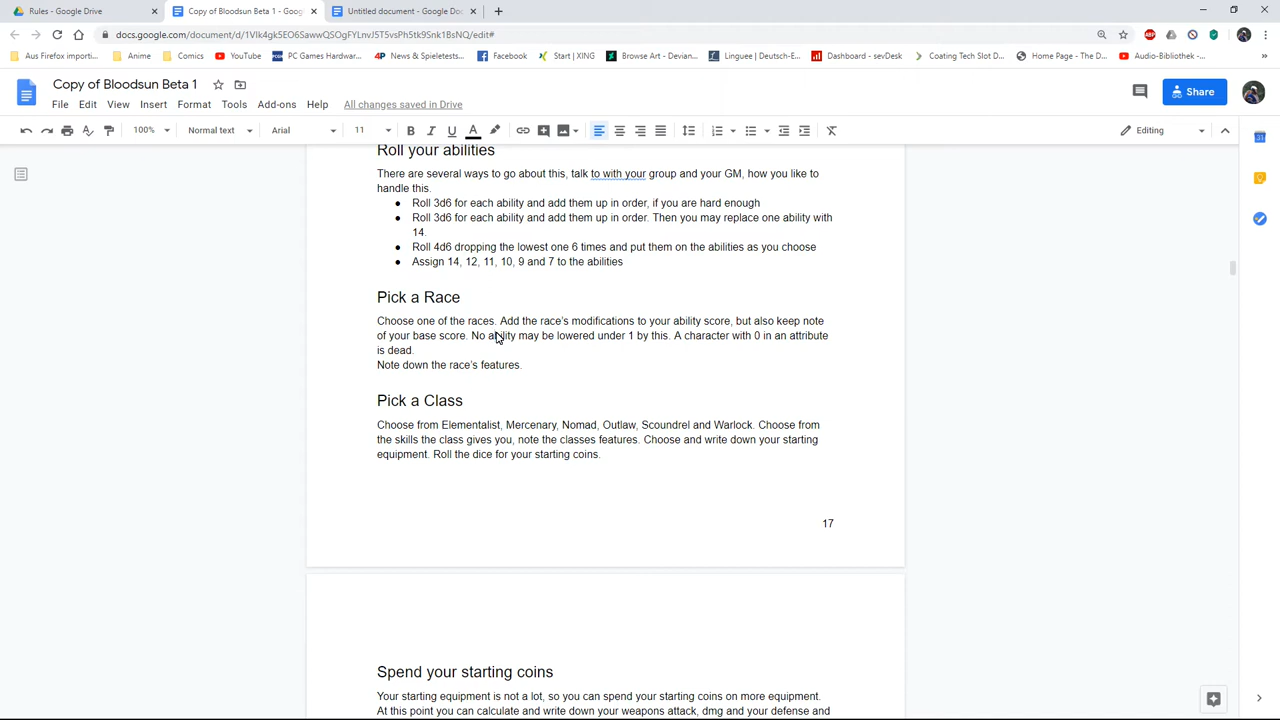 Rules - Google Drive
Copy of Bloodsun Beta 1 - Goog
Untitled document - Google Doc
docs.google.com/document/d/
Aus Firefox importi...
Anime
Comics
YouTube
PC Games Hardwar...
News & Spieletests...
Facebook
Start | XING
Browse Art - Devian...
Linguee | Deutsch-E...
Dashboard - sevDesk
Coating Tech Slot D...
Home Page - The D...
Audio-Bibliothek -...
»
Copy of Bloodsun Beta 1
Share
File Edit View Insert Format Tools Add-ons Help All changes saved in Drive
100% Normal text Arial 11 B I U A Editing
Roll your abilities
There are several ways to go about this, talk to with your group and your GM, how you like to
handle this.
● Roll 3d6 for each ability and add them up in order, if you are hard enough
● Roll 3d6 for each ability and add them up in order. Then you may replace one ability with
14.
● Roll 4d6 dropping the lowest one 6 times and put them on the abilities as you choose
● Assign 14, 12, 11, 10, 9 and 7 to the abilities
Pick a Race
Choose one of the races. Add the race's modifications to your ability score, but also keep note
of your base score. No ability may be lowered under 1 by this. A character with 0 in an attribute
is dead.
Note down the race's features.
Pick a Class
Choose from Elementalist, Mercenary, Nomad, Outlaw, Scoundrel and Warlock. Choose from
the skills the class gives you, note the classes features. Choose and write down your starting
equipment. Roll the dice for your starting coins.
17
Spend your starting coins
Your starting equipment is not a lot, so you can spend your starting coins on more equipment.
At this point you can calculate and write down your weapons attack, dmg and your defense and